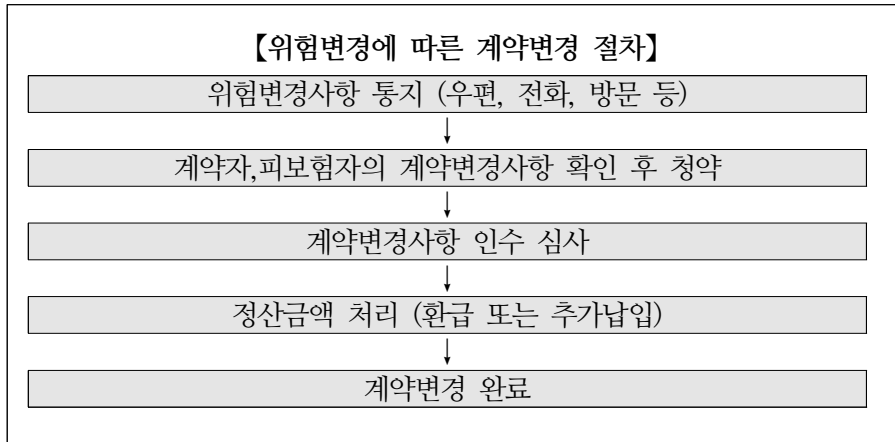 【위험변경에 따른 계약변경 절차】
위험변경사항 통지 (우편, 전화, 방문 등)
계약자,피보험자의 계약변경사항 확인 후 청약
계약변경사항 인수 심사
정산금액 처리 (환급 또는 추가납입)
계약변경 완료